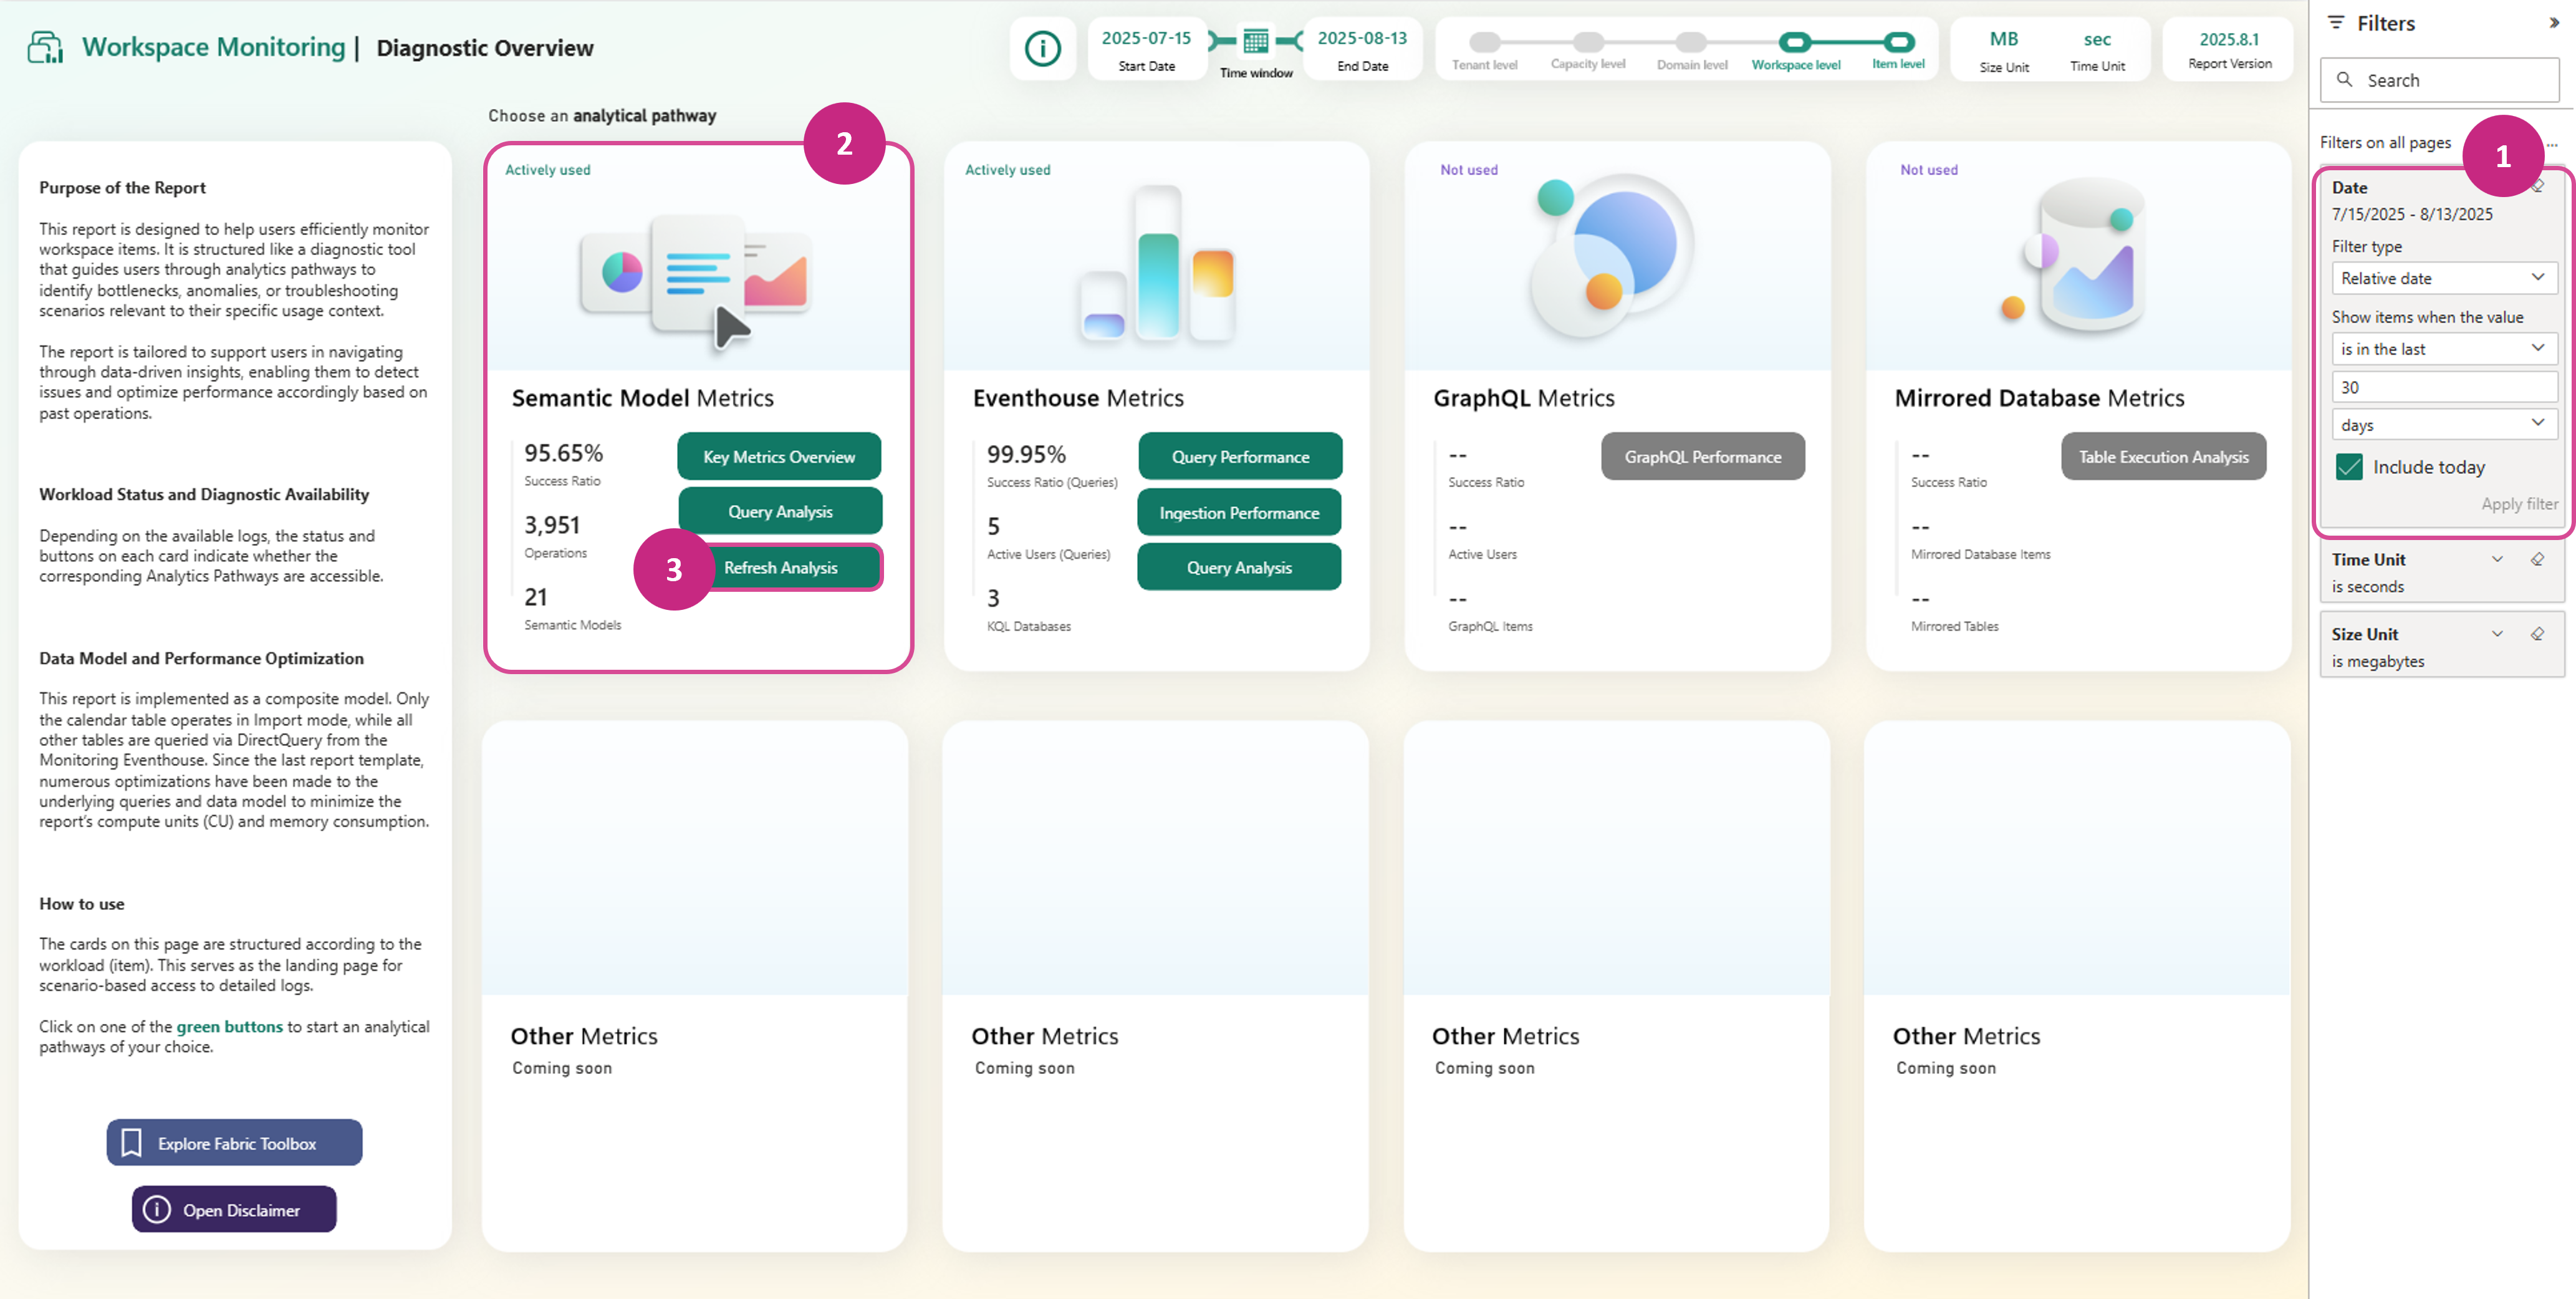 Workspace Monitoring | Diagnostic Overview
2025-07-15
Start Date
Time window
2025-08-13
End Date
Tenant level
Capacity level
Domain level
Workspace level
Item level
MB
Size Unit
sec
Time Unit
2025.8.1
Report Version
Choose an analytical pathway
Purpose of the Report
This report is designed to help users efficiently monitor
workspace items. It is structured like a diagnostic tool
that guides users through analytics pathways to
identify bottlenecks, anomalies, or troubleshooting
scenarios relevant to their specific usage context.
The report is tailored to support users in navigating
through data-driven insights, enabling them to detect
issues and optimize performance accordingly based on
past operations.
Workload Status and Diagnostic Availability
Depending on the available logs, the status and
buttons on each card indicate whether the
corresponding Analytics Pathways are accessible.
Data Model and Performance Optimization
This report is implemented as a composite model. Only
the calendar table operates in Import mode, while all
other tables are queried via DirectQuery from the
Monitoring Eventhouse. Since the last report template,
numerous optimizations have been made to the
underlying queries and data model to minimize the
report's compute units (CU) and memory consumption.
How to use
The cards on this page are structured according to the
workload (item). This serves as the landing page for
scenario-based access to detailed logs.
Click on one of the green buttons to start an analytical
pathways of your choice.
Explore Fabric Toolbox
Open Disclaimer
2
Actively used
Semantic Model Metrics
95.65%
Success Ratio
3,951
Operations
21
Semantic Models
Key Metrics Overview
Query Analysis
3
Refresh Analysis
Actively used
Eventhouse Metrics
99.95%
Success Ratio (Queries)
5
Active Users (Queries)
3
KQL Databases
Query Performance
Ingestion Performance
Query Analysis
Not used
GraphQL Metrics
--
Success Ratio
--
Active Users
--
GraphQL Items
GraphQL Performance
Not used
Mirrored Database Metrics
--
Success Ratio
--
Mirrored Database Items
--
Mirrored Tables
Table Execution Analysis
Other Metrics
Coming soon
Other Metrics
Coming soon
Other Metrics
Coming soon
Other Metrics
Coming soon
Filters
Search
Filters on all pages
1
Date
7/15/2025 - 8/13/2025
Filter type
Relative date
Show items when the value
is in the last
30
days
Include today
Apply filter
Time Unit
is seconds
Size Unit
is megabytes